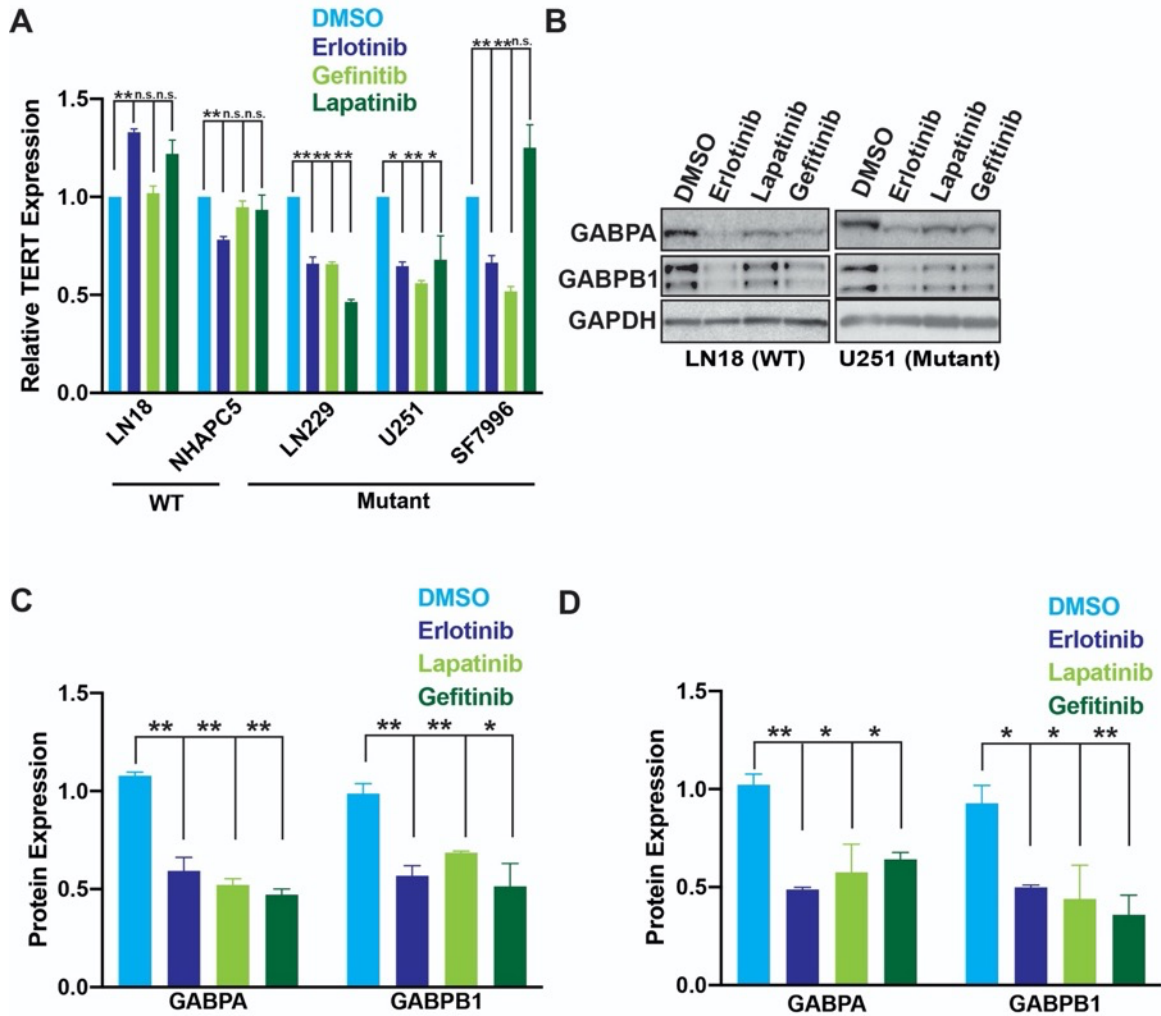 A
DMSO
Erlotinib
Gefinitib
Lapatinib
** n.s. n.s.
** n.s. n.s.
** ** **
* ** *
** ** n.s.
Relative TERT Expression
1.5
1.0
0.5
0.0
LN18
NHAPC5
LN229
U251
SF7996
WT
Mutant
B
DMSO
Erlotinib
Lapatinib
Gefitinib
DMSO
Erlotinib
Lapatinib
Gefitinib
GABPA
GABPB1
GAPDH
LN18 (WT)
U251 (Mutant)
C
DMSO
Erlotinib
Lapatinib
Gefitinib
Protein Expression
1.5
1.0
0.5
0.0
** ** **
** ** *
GABPA
GABPB1
D
DMSO
Erlotinib
Lapatinib
Gefitinib
Protein Expression
1.5
1.0
0.5
0.0
** * *
* * **
GABPA
GABPB1